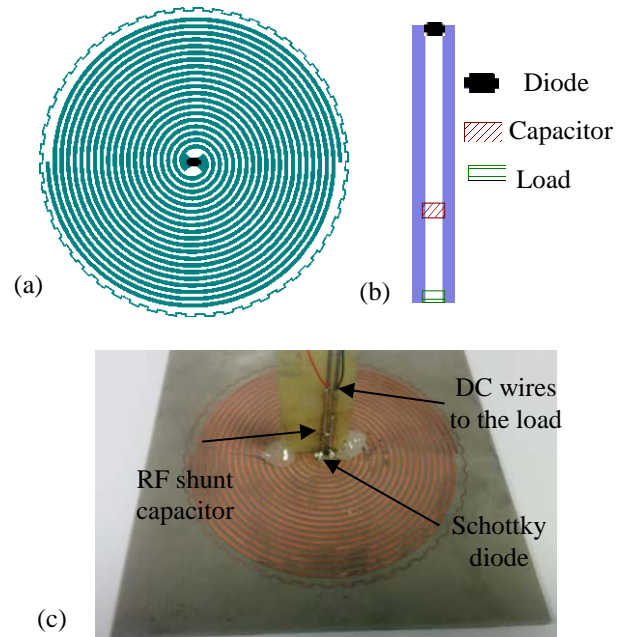 Diode
Capacitor
Load
(a)
(b)
DC wires
to the load
RF shunt
capacitor
Schottky
diode
(c)